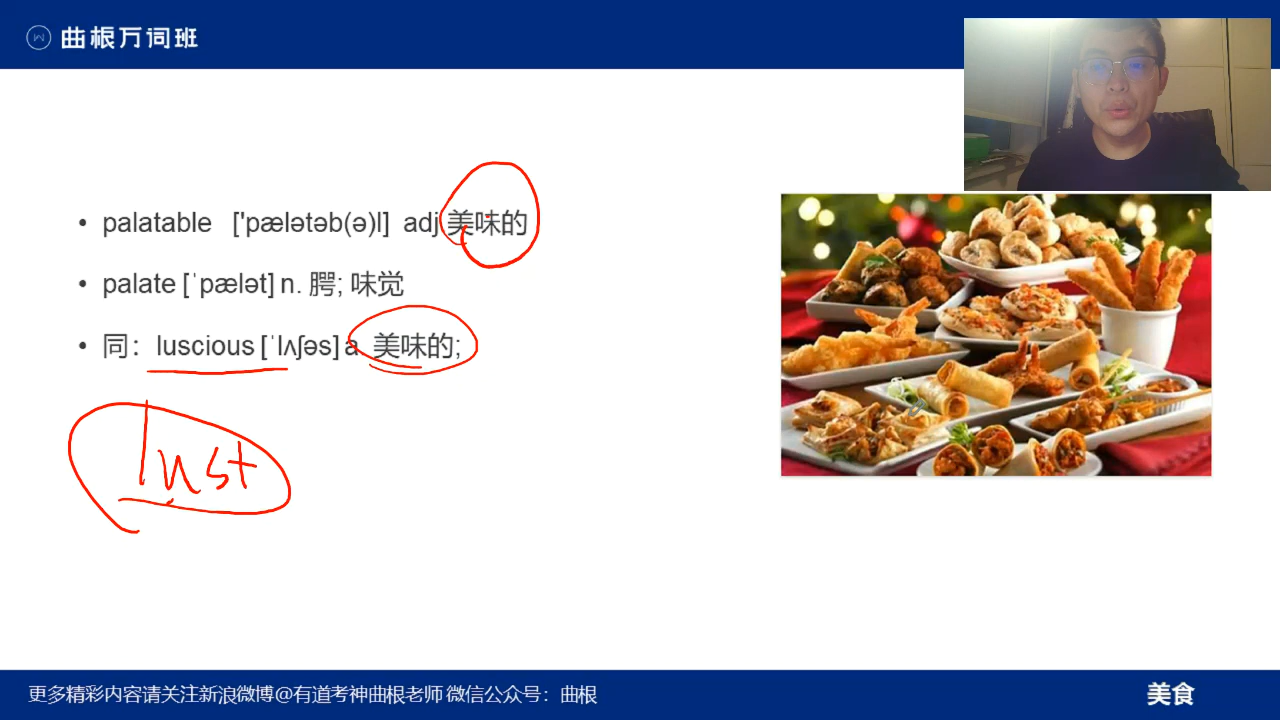 曲根万词班
• palatable ['pælətəb(ə)l] adj 美味的
• palate [ˈpælət] n. 腭; 味觉
• 同：luscious [ˈlʌʃəs] a 美味的;
lust
更多精彩内容请关注新浪微博@有道考神曲根老师 微信公众号：曲根
美食